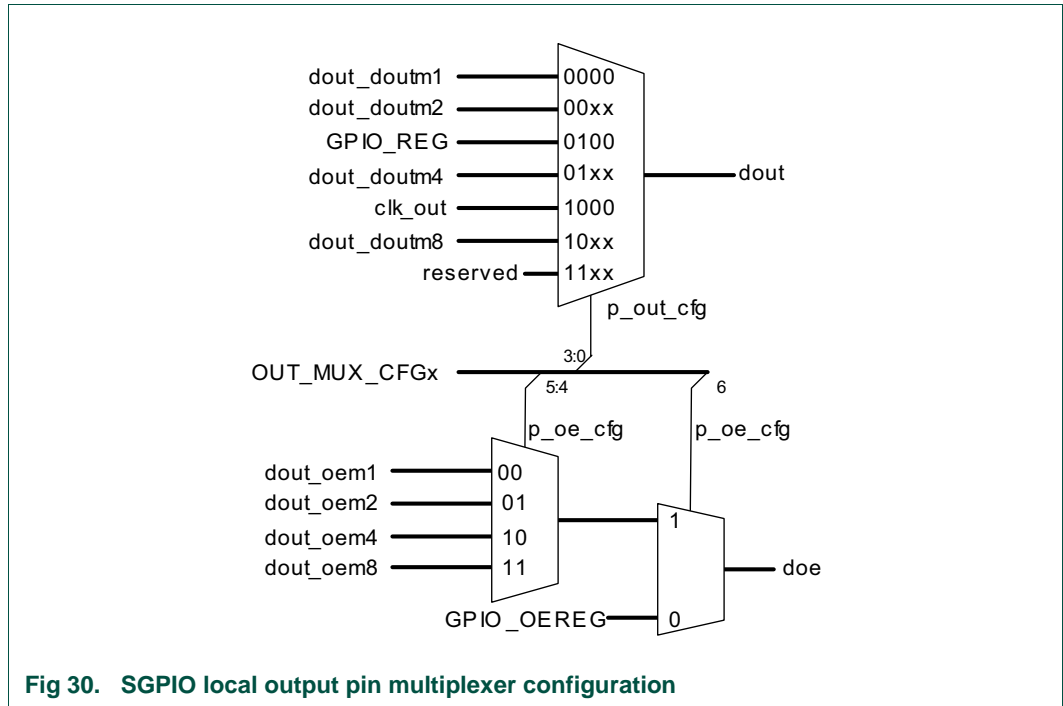 dout_doutm1 0000
dout_doutm2 00xx
GPIO_REG 0100
dout_doutm4 01xx dout
clk_out 1000
dout_doutm8 10xx
reserved 11xx
p_out_cfg
3:0
OUT_MUX_CFGx
5:4 6
p_oe_cfg p_oe_cfg
dout_oem1 00
dout_oem2 01
1
dout_oem4 10
dout_oem8 11 doe
GPIO_OEREG 0
Fig 30. SGPIO local output pin multiplexer configuration